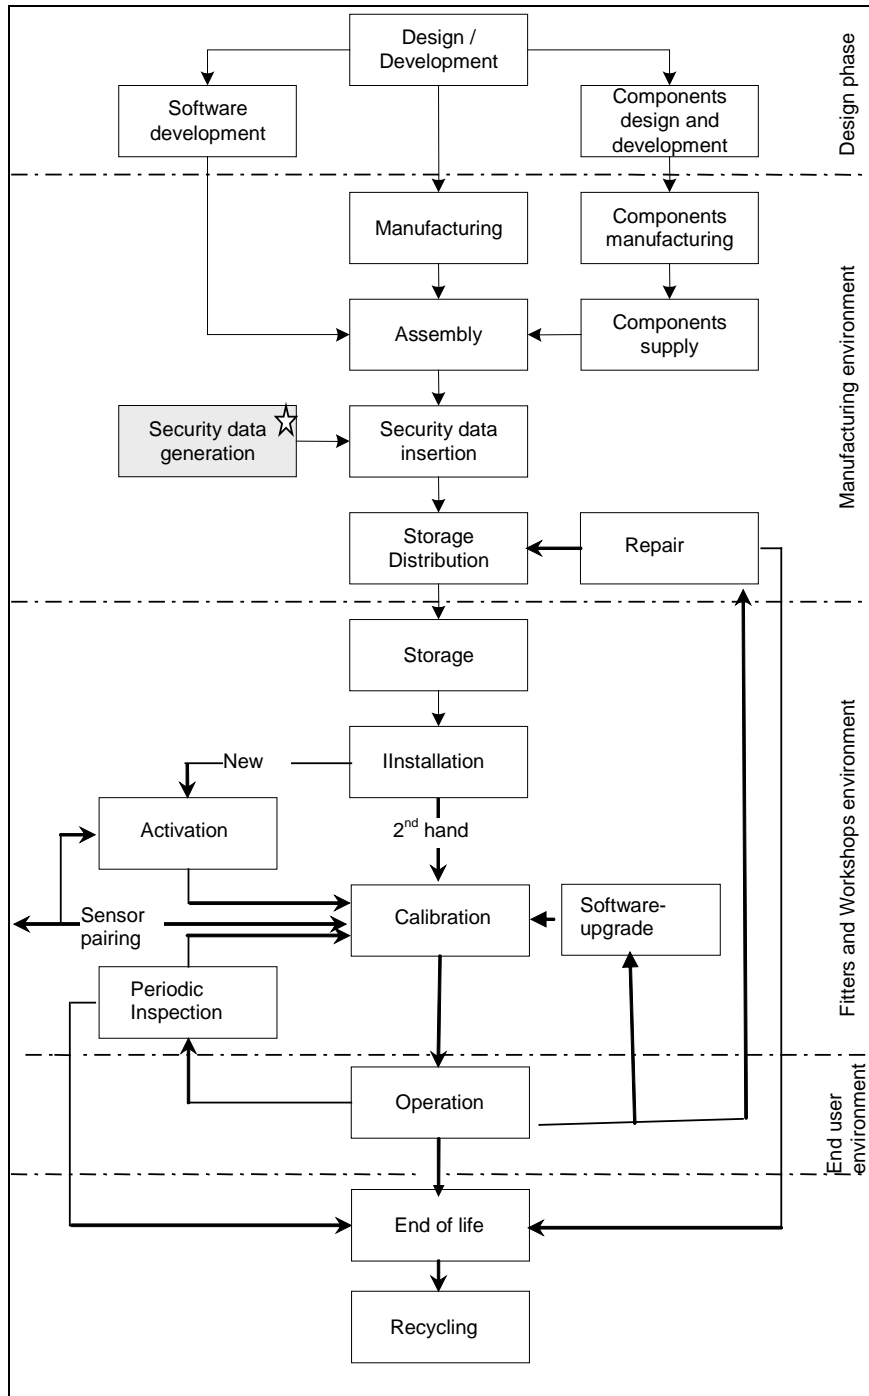 Design /
Development
Software
development
Components
design and
development
Design phase
Manufacturing
Components
manufacturing
Assembly
Components
supply
Security data
generation
Security data
insertion
Storage
Distribution
Repair
Manufacturing environment
Storage
IInstallation
New
Activation
2nd hand
Sensor
pairing
Calibration
Software-
upgrade
Periodic
Inspection
Fitters and Workshops environment
Operation
End user
environment
End of life
Recycling